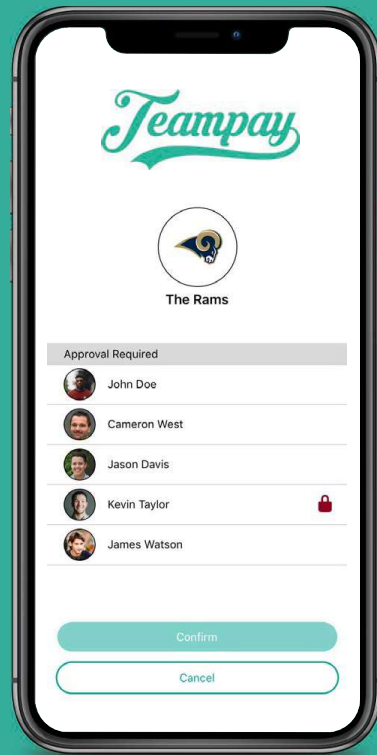 Teampay
The Rams
Approval Required
John Doe
Cameron West
Jason Davis
Kevin Taylor
James Watson
Confirm
Cancel